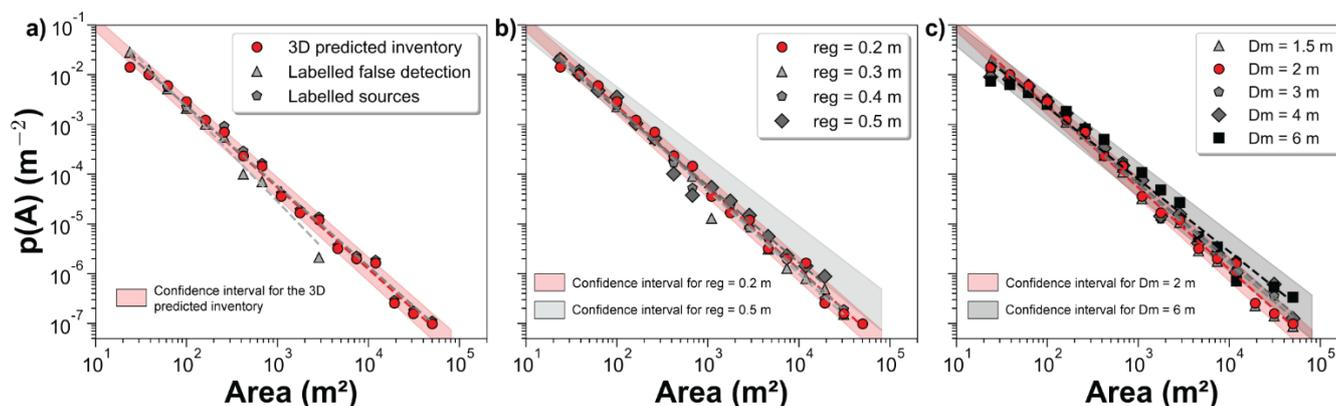 a)
p(A) (m⁻²)
10⁻¹
10⁻²
10⁻³
10⁻⁴
10⁻⁵
10⁻⁶
10⁻⁷
3D predicted inventory
Labelled false detection
Labelled sources
Confidence interval for the 3D
predicted inventory
10¹ 10² 10³ 10⁴ 10⁵
Area (m²)
b)
reg = 0.2 m
reg = 0.3 m
reg = 0.4 m
reg = 0.5 m
Confidence interval for reg = 0.2 m
Confidence interval for reg = 0.5 m
10¹ 10² 10³ 10⁴ 10⁵
Area (m²)
c)
Dm = 1.5 m
Dm = 2 m
Dm = 3 m
Dm = 4 m
Dm = 6 m
Confidence interval for Dm = 2 m
Confidence interval for Dm = 6 m
10¹ 10² 10³ 10⁴ 10⁵
Area (m²)